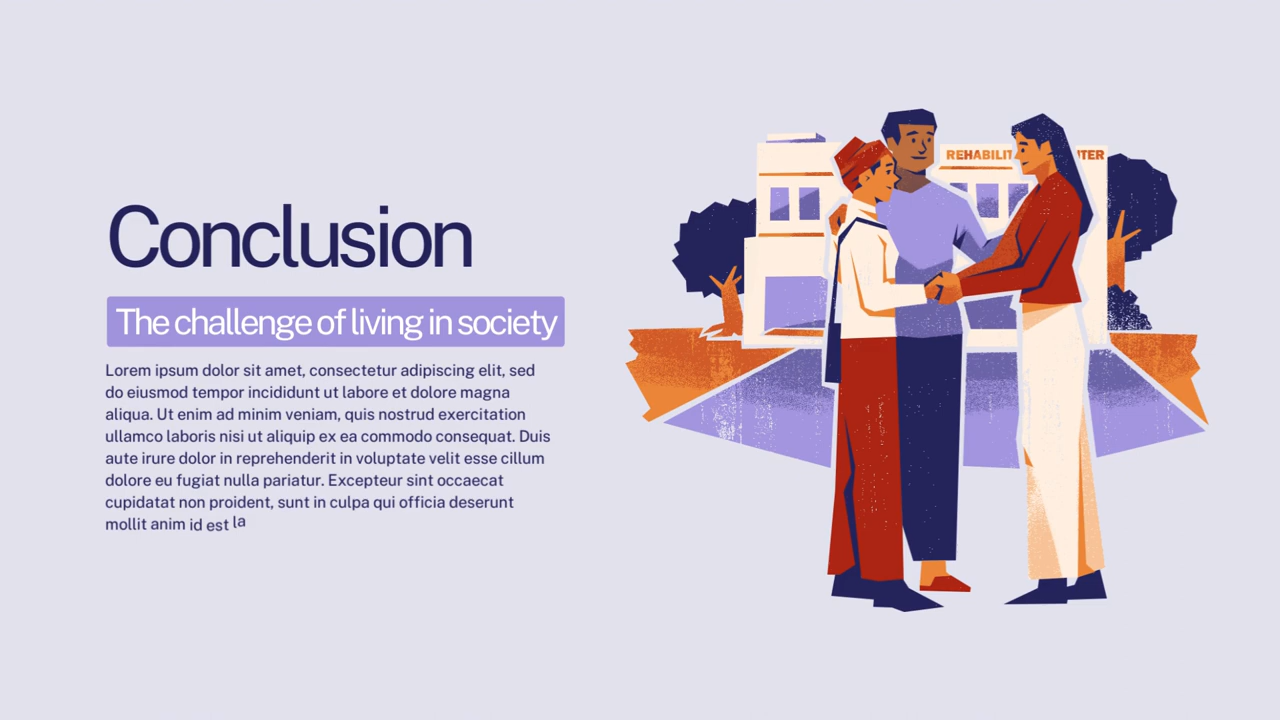 Conclusion
The challenge of living in society
Lorem ipsum dolor sit amet, consectetur adipiscing elit, sed
do eiusmod tempor incididunt ut labore et dolore magna
aliqua. Ut enim ad minim veniam, quis nostrud exercitation
ullamco laboris nisi ut aliquip ex ea commodo consequat. Duis
aute irure dolor in reprehenderit in voluptate velit esse cillum
dolore eu fugiat nulla pariatur. Excepteur sint occaecat
cupidatat non proident, sunt in culpa qui officia deserunt
mollit anim id est la
REHABILIT TER